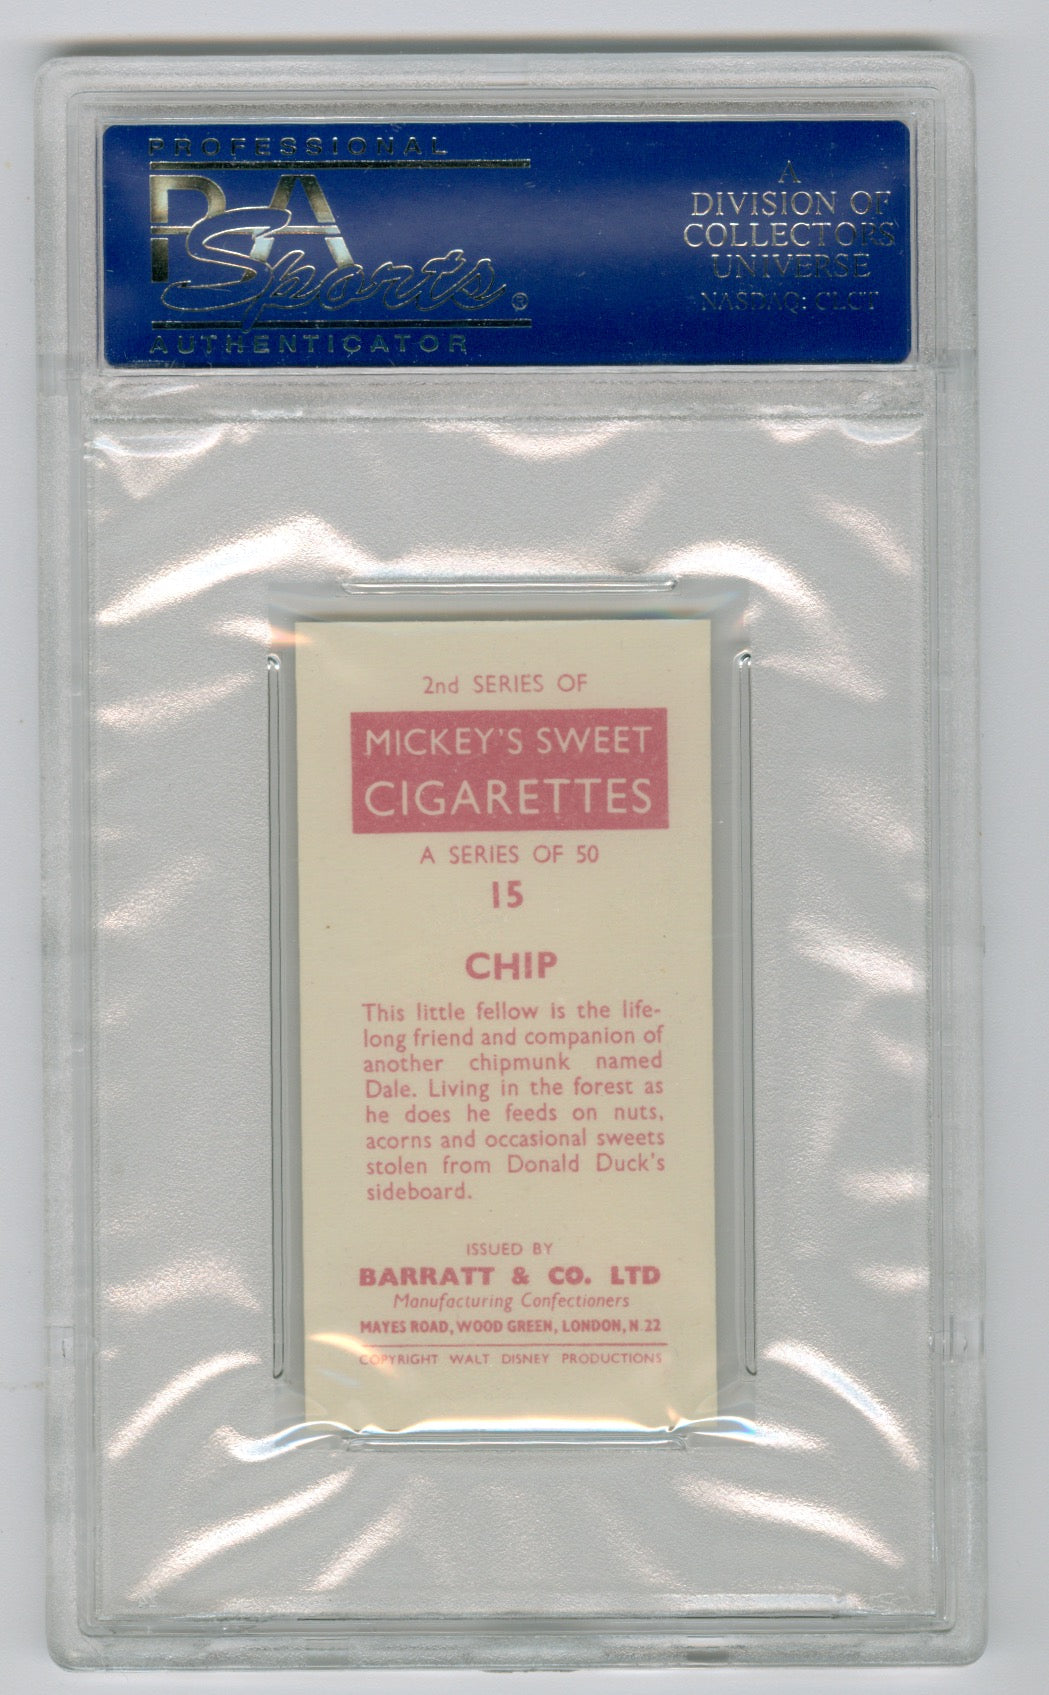 PROFESSIONAL
PSA
Sports®
AUTHENTICATOR
A
DIVISION OF
COLLECTORS
UNIVERSE
NASDAQ: CLCT
2nd SERIES OF
MICKEY'S SWEET
CIGARETTES
A SERIES OF 50
15
CHIP
This little fellow is the life-
long friend and companion of
another chipmunk named
Dale. Living in the forest as
he does he feeds on nuts,
acorns and occasional sweets
stolen from Donald Duck's
sideboard.
ISSUED BY
BARRATT & CO. LTD
Manufacturing Confectioners
MAYES ROAD, WOOD GREEN, LONDON, N.22
COPYRIGHT WALT DISNEY PRODUCTIONS